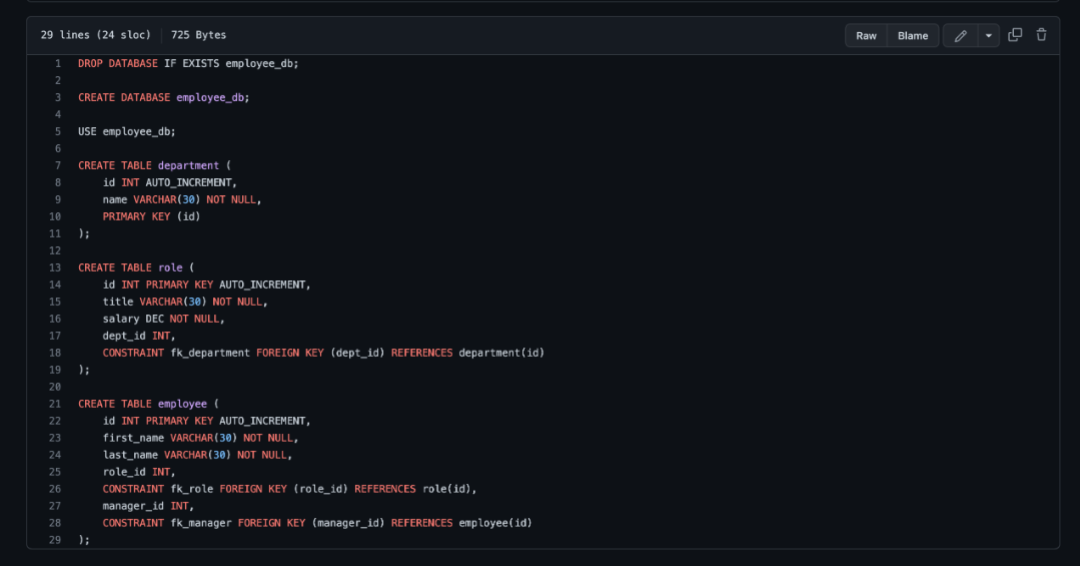 29 lines (24 sloc) 725 Bytes Raw Blame
1 DROP DATABASE IF EXISTS employee_db;
2
3 CREATE DATABASE employee_db;
4
5 USE employee_db;
6
7 CREATE TABLE department (
8     id INT AUTO_INCREMENT,
9     name VARCHAR(30) NOT NULL,
10     PRIMARY KEY (id)
11 );
12
13 CREATE TABLE role (
14     id INT PRIMARY KEY AUTO_INCREMENT,
15     title VARCHAR(30) NOT NULL,
16     salary DEC NOT NULL,
17     dept_id INT,
18     CONSTRAINT fk_department FOREIGN KEY (dept_id) REFERENCES department(id)
19 );
20
21 CREATE TABLE employee (
22     id INT PRIMARY KEY AUTO_INCREMENT,
23     first_name VARCHAR(30) NOT NULL,
24     last_name VARCHAR(30) NOT NULL,
25     role_id INT,
26     CONSTRAINT fk_role FOREIGN KEY (role_id) REFERENCES role(id),
27     manager_id INT,
28     CONSTRAINT fk_manager FOREIGN KEY (manager_id) REFERENCES employee(id)
29 );